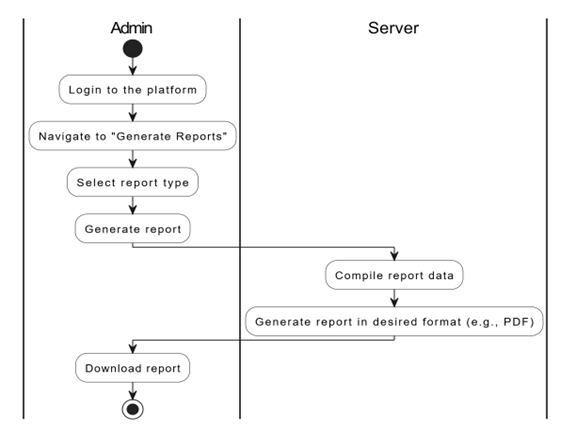 Admin
Server
Login to the platform
Navigate to "Generate Reports"
Select report type
Generate report
Compile report data
Generate report in desired format (e.g., PDF)
Download report